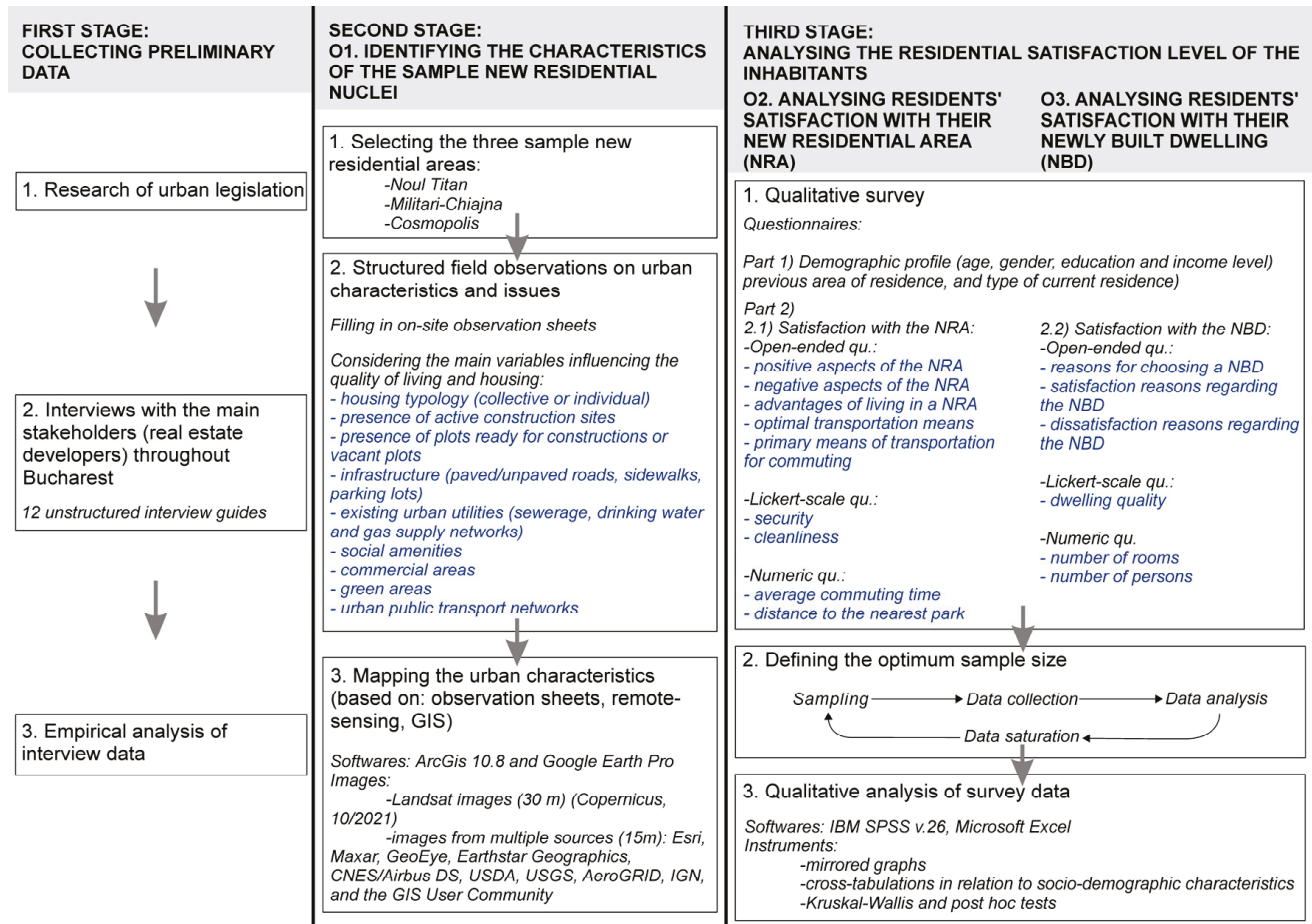 FIRST STAGE:
COLLECTING PRELIMINARY
DATA
1. Research of urban legislation
2. Interviews with the main
stakeholders (real estate
developers) throughout
Bucharest
12 unstructured interview guides
3. Empirical analysis of
interview data
SECOND STAGE:
O1. IDENTIFYING THE CHARACTERISTICS
OF THE SAMPLE NEW RESIDENTIAL
NUCLEI
1. Selecting the three sample new
residential areas:
-Noul Titan
-Militari-Chiajna
-Cosmopolis
2. Structured field observations on urban
characteristics and issues
Filling in on-site observation sheets
Considering the main variables influencing the
quality of living and housing:
- housing typology (collective or individual)
- presence of active construction sites
- presence of plots ready for constructions or
vacant plots
- infrastructure (paved/unpaved roads, sidewalks,
parking lots)
- existing urban utilities (sewerage, drinking water
and gas supply networks)
- social amenities
- commercial areas
- green areas
- urban public transport networks
3. Mapping the urban characteristics
(based on: observation sheets, remote-
sensing, GIS)
Softwares: ArcGis 10.8 and Google Earth Pro
Images:
-Landsat images (30 m) (Copernicus,
10/2021)
-images from multiple sources (15m): Esri,
Maxar, GeoEye, Earthstar Geographics,
CNES/Airbus DS, USDA, USGS, AeroGRID, IGN,
and the GIS User Community
THIRD STAGE:
ANALYSING THE RESIDENTIAL SATISFACTION LEVEL OF THE
INHABITANTS
O2. ANALYSING RESIDENTS'
SATISFACTION WITH THEIR
NEW RESIDENTIAL AREA
(NRA)
O3. ANALYSING RESIDENTS'
SATISFACTION WITH THEIR
NEWLY BUILT DWELLING
(NBD)
1. Qualitative survey
Questionnaires:
Part 1) Demographic profile (age, gender, education and income level)
previous area of residence, and type of current residence)
Part 2)
2.1) Satisfaction with the NRA:
-Open-ended qu.:
- positive aspects of the NRA
- negative aspects of the NRA
- advantages of living in a NRA
- optimal transportation means
- primary means of transportation
for commuting
-Lickert-scale qu.:
- security
- cleanliness
-Numeric qu.:
- average commuting time
- distance to the nearest park
2.2) Satisfaction with the NBD:
-Open-ended qu.:
- reasons for choosing a NBD
- satisfaction reasons regarding
the NBD
- dissatisfaction reasons regarding
the NBD
-Lickert-scale qu.:
- dwelling quality
-Numeric qu.
- number of rooms
- number of persons
2. Defining the optimum sample size
Sampling
Data collection
Data analysis
Data saturation
3. Qualitative analysis of survey data
Softwares: IBM SPSS v.26, Microsoft Excel
Instruments:
-mirrored graphs
-cross-tabulations in relation to socio-demographic characteristics
-Kruskal-Wallis and post hoc tests